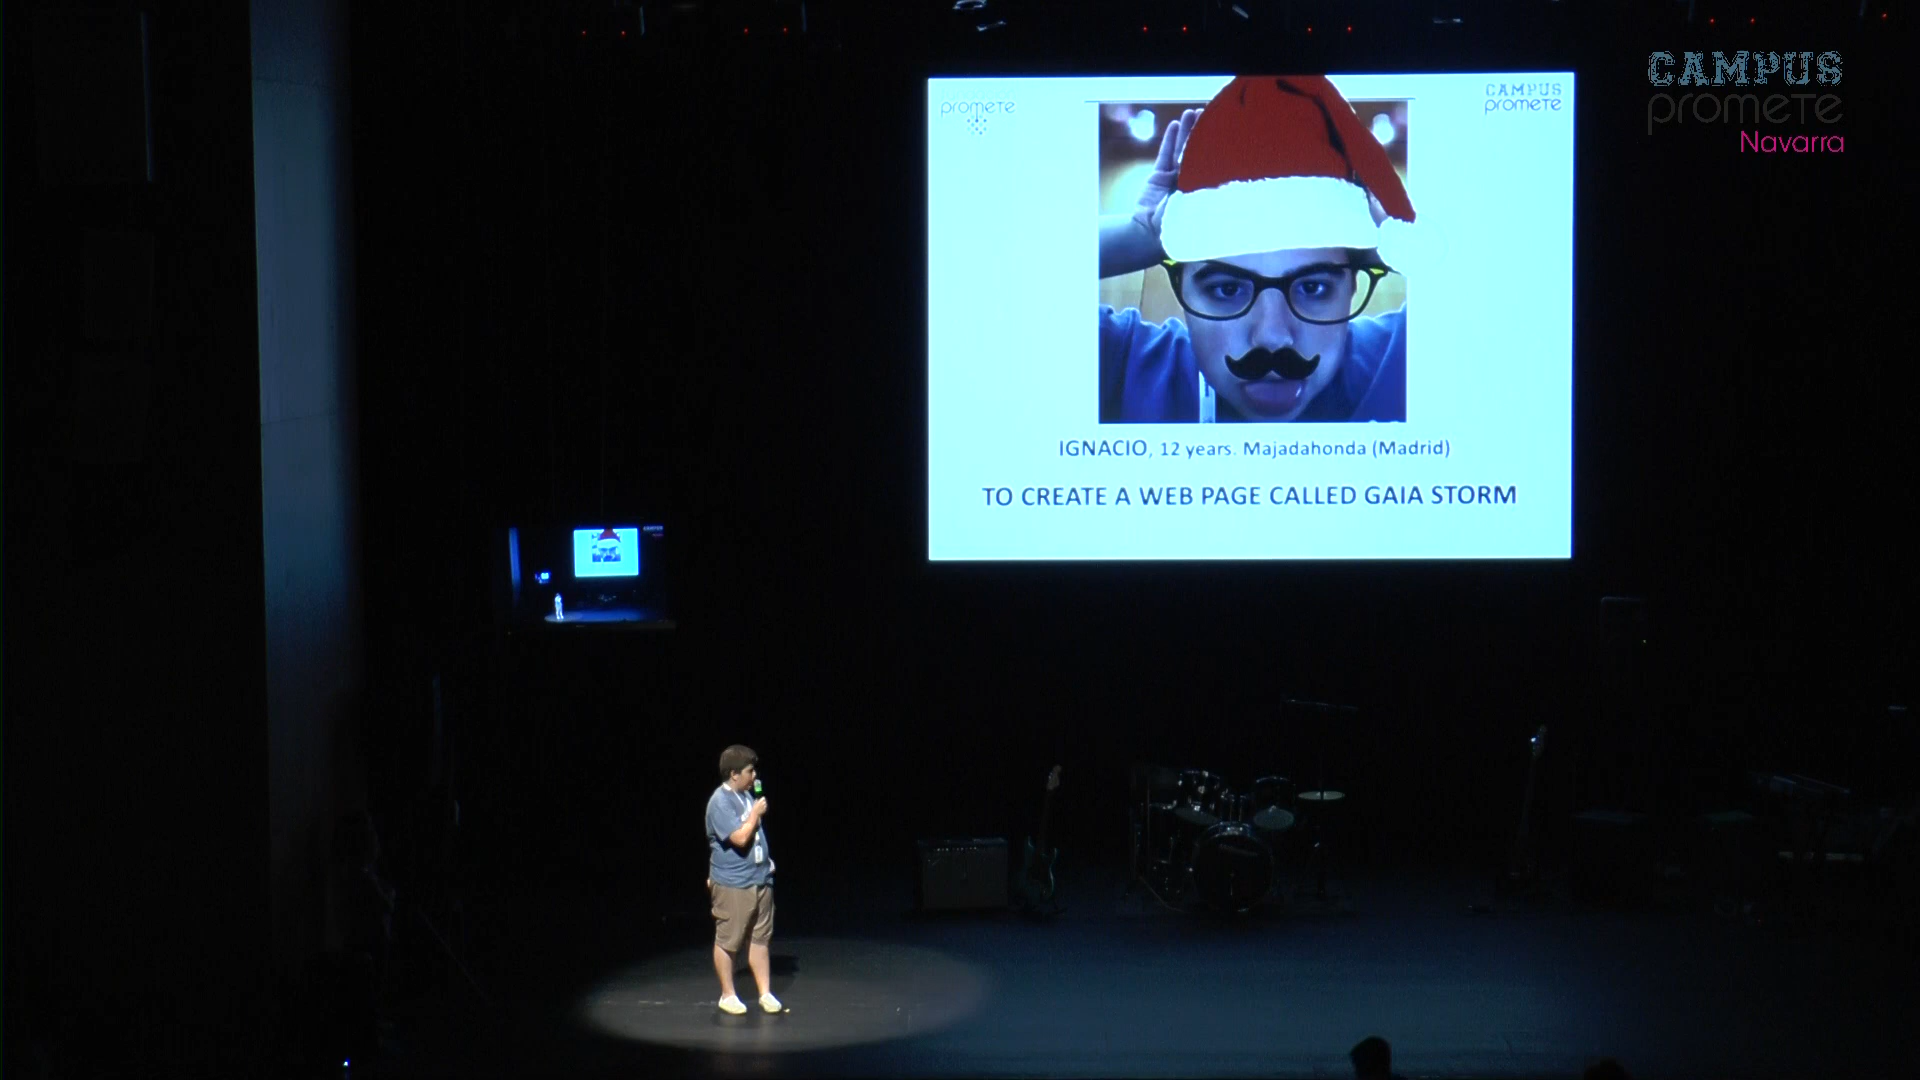 promete
CAMPUS
promete
IGNACIO, 12 years. Majadahonda (Madrid)
TO CREATE A WEB PAGE CALLED GAIA STORM
CAMPUS
promete
Navarra